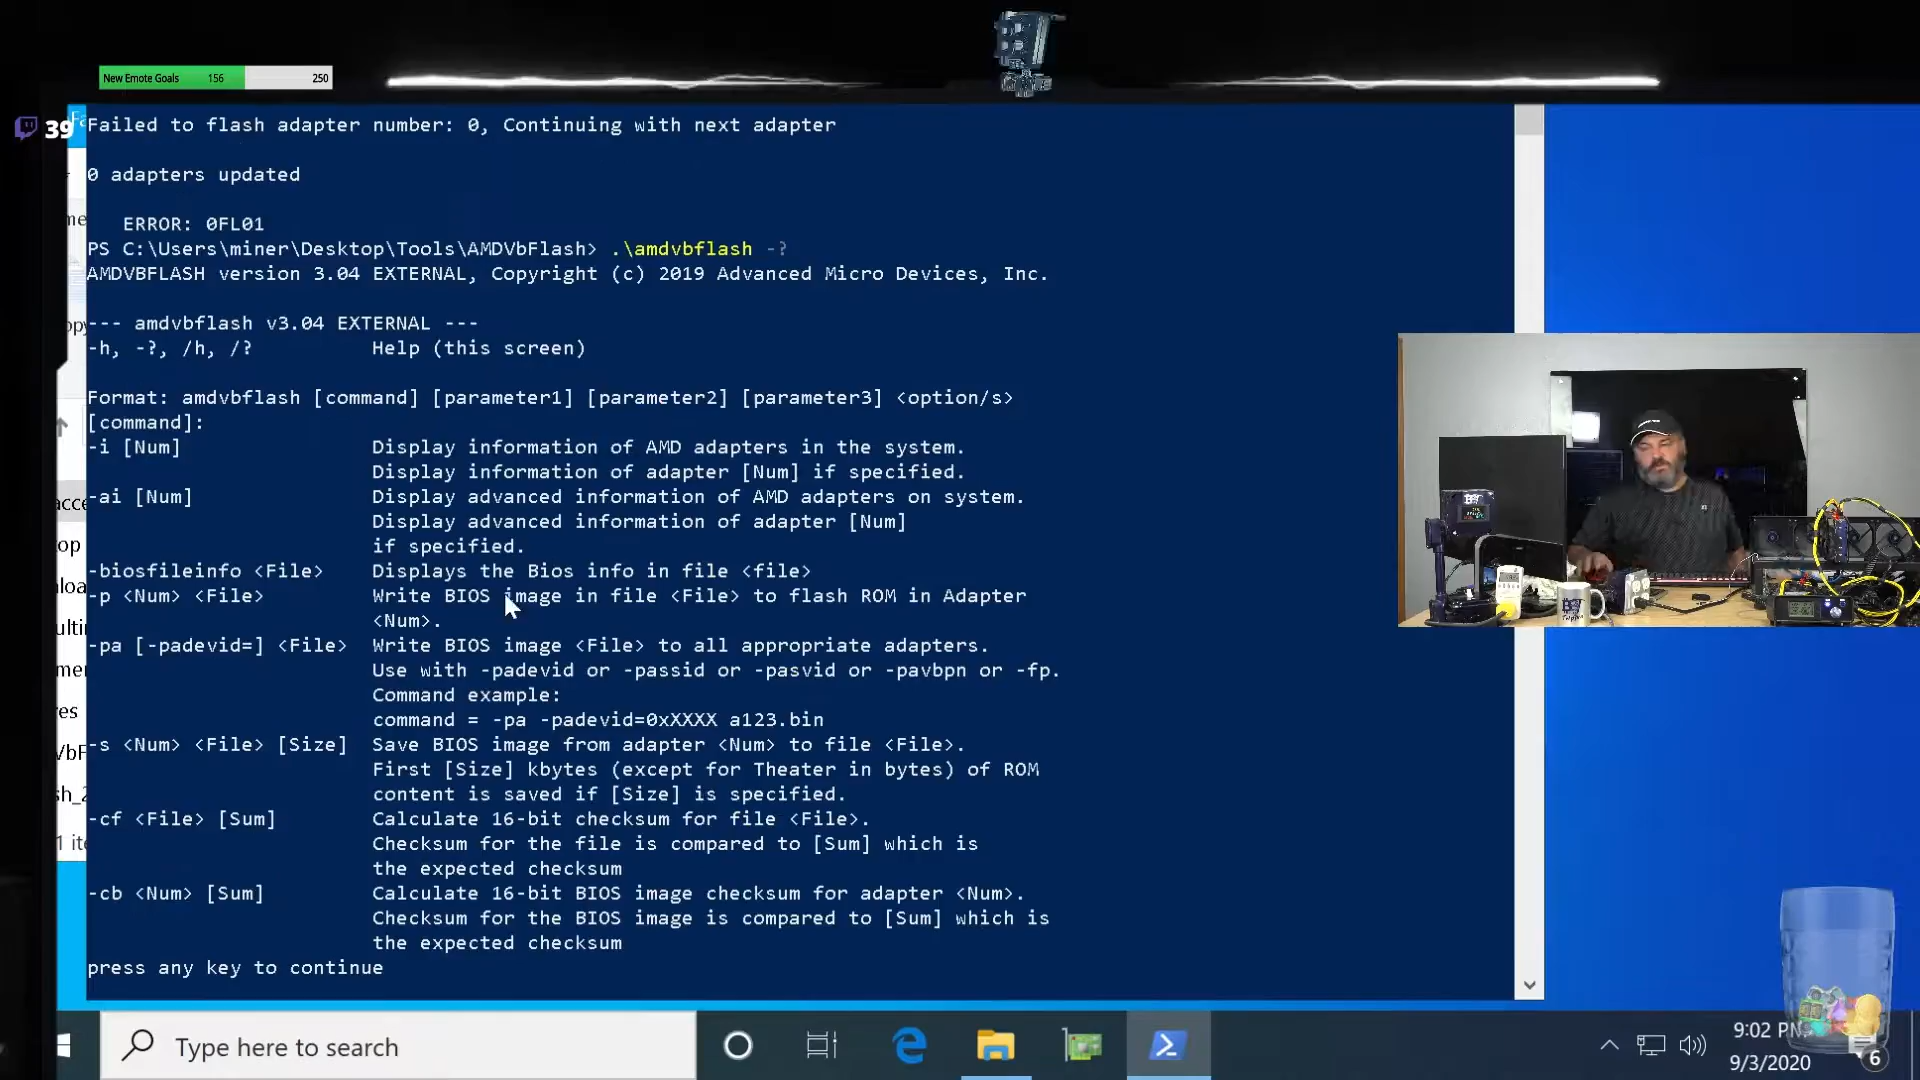 New Emote Goals 156 250
39
Failed to flash adapter number: 0, Continuing with next adapter
0 adapters updated
ERROR: 0FL01
PS C:\Users\miner\Desktop\Tools\AMDVbFlash> .\amdvbflash -?
AMDVBFLASH version 3.04 EXTERNAL, Copyright (c) 2019 Advanced Micro Devices, Inc.
--- amdvbflash v3.04 EXTERNAL ---
-h, -?, /h, /? Help (this screen)
Format: amdvbflash [command] [parameter1] [parameter2] [parameter3] <option/s>
[command]:
-i [Num] Display information of AMD adapters in the system.
Display information of adapter [Num] if specified.
-ai [Num] Display advanced information of AMD adapters on system.
Display advanced information of adapter [Num]
if specified.
-biosfileinfo <File> Displays the Bios info in file <file>
-p <Num> <File> Write BIOS image in file <File> to flash ROM in Adapter
<Num>.
-pa [-padevid=] <File> Write BIOS image <File> to all appropriate adapters.
Use with -padevid or -passid or -pasvid or -pavbpn or -fp.
Command example:
command = -pa -padevid=0xXXXX a123.bin
-s <Num> <File> [Size] Save BIOS image from adapter <Num> to file <File>.
First [Size] kbytes (except for Theater in bytes) of ROM
content is saved if [Size] is specified.
-cf <File> [Sum] Calculate 16-bit checksum for file <File>.
Checksum for the file is compared to [Sum] which is
the expected checksum
-cb <Num> [Sum] Calculate 16-bit BIOS image checksum for adapter <Num>.
Checksum for the BIOS image is compared to [Sum] which is
the expected checksum
press any key to continue
Type here to search
9:02 PM
9/3/2020
6